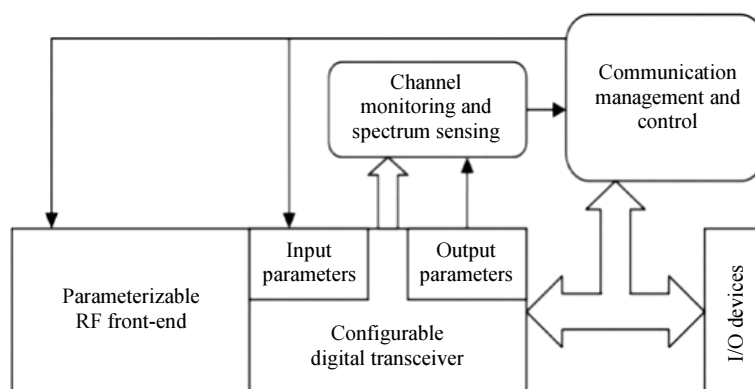 Channel
monitoring and
spectrum sensing
Communication
management and
control
Input
parameters
Output
parameters
Parameterizable
RF front-end
Configurable
digital transceiver
I/O devices